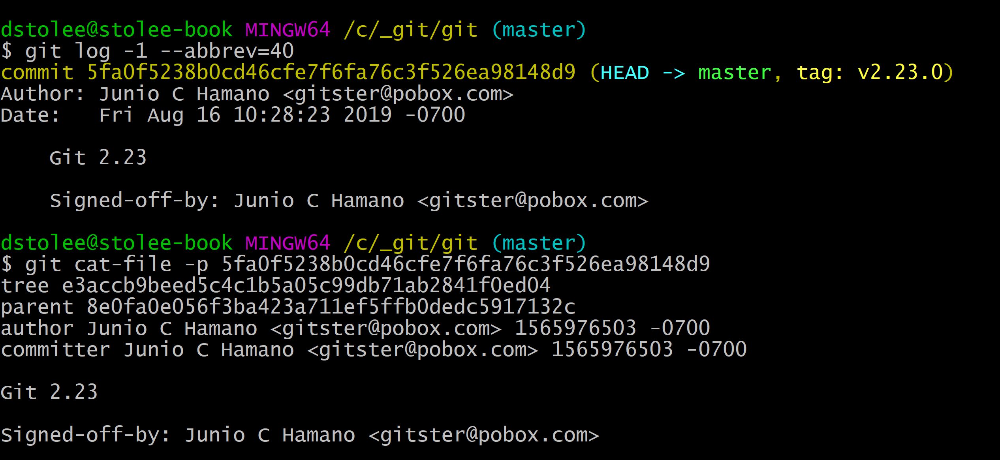 dstolee@stolee-book MINGW64 /c/_git/git (master)
$ git log -1 --abbrev=40
commit 5fa0f5238b0cd46cfe7f6fa76c3f526ea98148d9 (HEAD -> master, tag: v2.23.0)
Author: Junio C Hamano <gitster@pobox.com>
Date:   Fri Aug 16 10:28:23 2019 -0700

    Git 2.23

    Signed-off-by: Junio C Hamano <gitster@pobox.com>

dstolee@stolee-book MINGW64 /c/_git/git (master)
$ git cat-file -p 5fa0f5238b0cd46cfe7f6fa76c3f526ea98148d9
tree e3accb9beed5c4c1b5a05c99db71ab2841f0ed04
parent 8e0fa0e056f3ba423a711ef5ffb0dedc5917132c
author Junio C Hamano <gitster@pobox.com> 1565976503 -0700
committer Junio C Hamano <gitster@pobox.com> 1565976503 -0700

Git 2.23

Signed-off-by: Junio C Hamano <gitster@pobox.com>